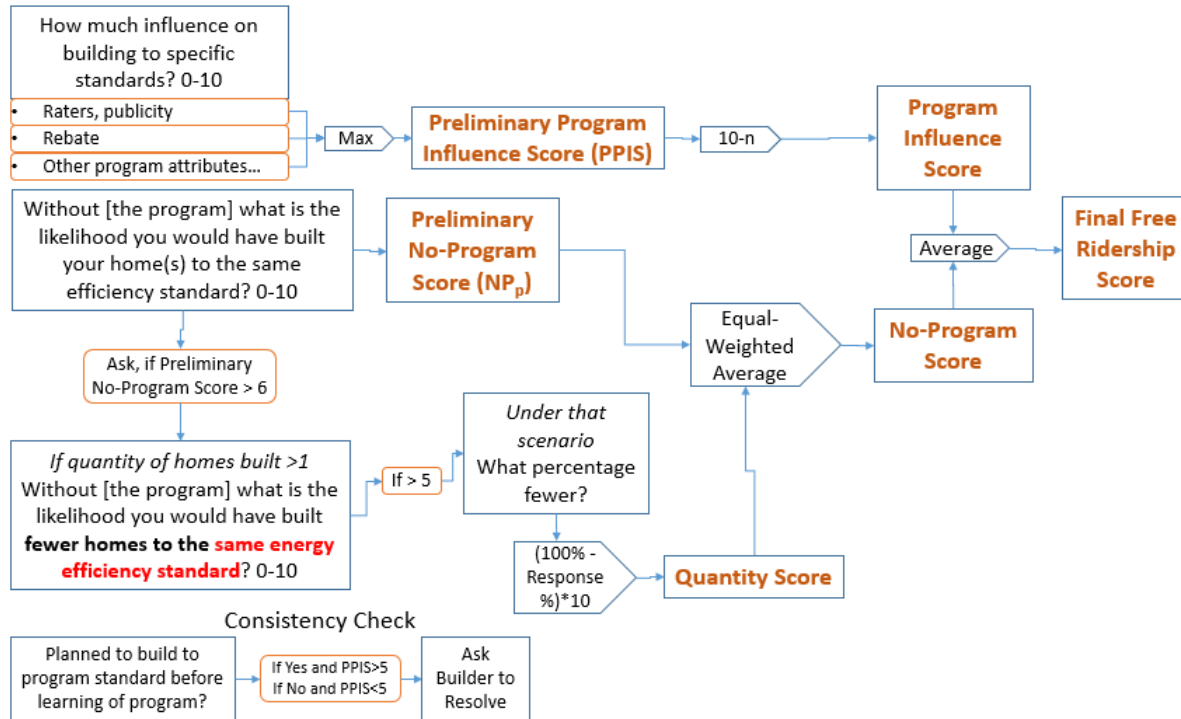 How much influence on
building to specific
standards? 0-10
• Raters, publicity
• Rebate
• Other program attributes…
Max
Preliminary Program
Influence Score (PPIS)
10-n
Program
Influence
Score
Without [the program] what is the
likelihood you would have built
your home(s) to the same
efficiency standard? 0-10
Preliminary
No-Program
Score (NPp)
Average
Final Free
Ridership
Score
Equal-
Weighted
Average
No-Program
Score
Ask, if Preliminary
No-Program Score > 6
If quantity of homes built >1
Without [the program] what is the
likelihood you would have built
fewer homes to the same energy
efficiency standard? 0-10
If > 5
Under that
scenario
What percentage
fewer?
(100% -
Response
%)*10
Quantity Score
Consistency Check
Planned to build to
program standard before
learning of program?
If Yes and PPIS>5
If No and PPIS<5
Ask
Builder to
Resolve